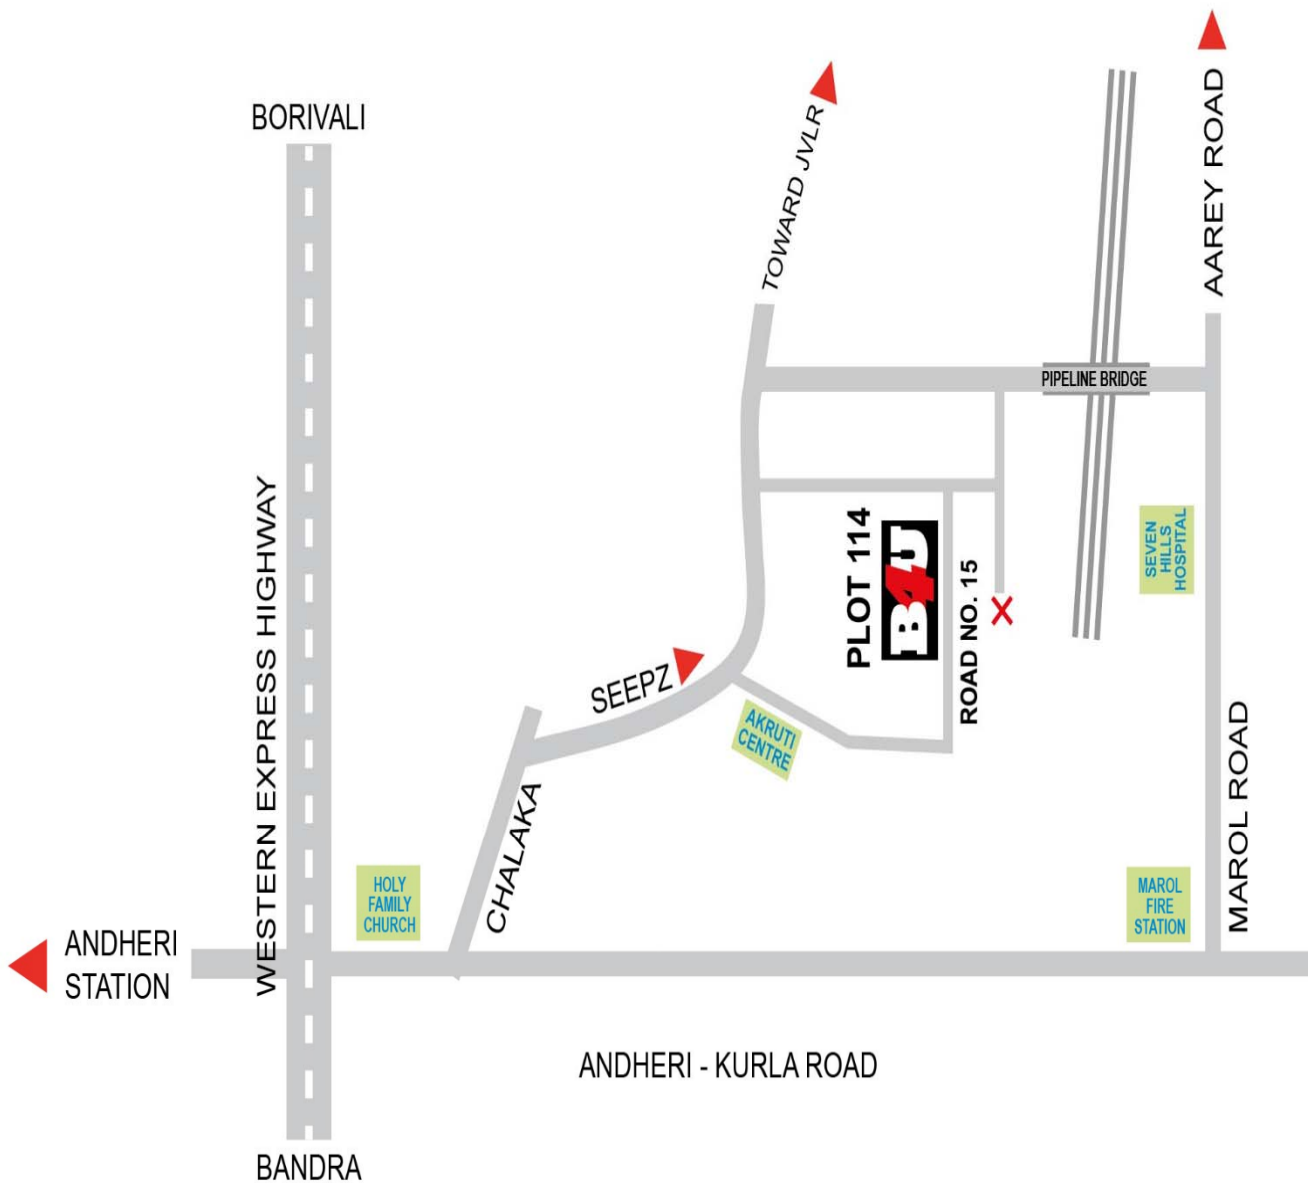 BORIVALI
WESTERN EXPRESS HIGHWAY
BANDRA
ANDHERI
STATION
HOLY
FAMILY
CHURCH
CHALAKA
SEEPZ
TOWARD JVLR
AKRUTI
CENTRE
PLOT 114
B4U
ROAD NO. 15
X
PIPELINE BRIDGE
AAREY ROAD
SEVEN
HILLS
HOSPITAL
MAROL ROAD
MAROL
FIRE
STATION
ANDHERI - KURLA ROAD